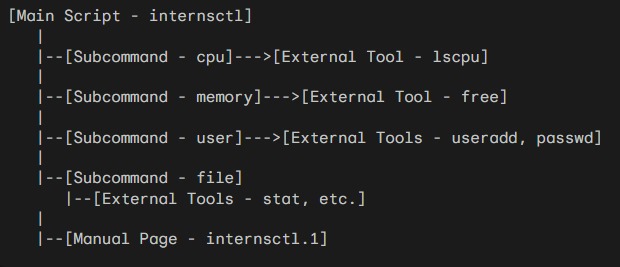 [Main Script - internsctl]
   |
   |--[Subcommand - cpu]--->[External Tool - lscpu]
   |
   |--[Subcommand - memory]--->[External Tool - free]
   |
   |--[Subcommand - user]--->[External Tools - useradd, passwd]
   |
   |--[Subcommand - file]
      |--[External Tools - stat, etc.]
   |
   |--[Manual Page - internsctl.1]